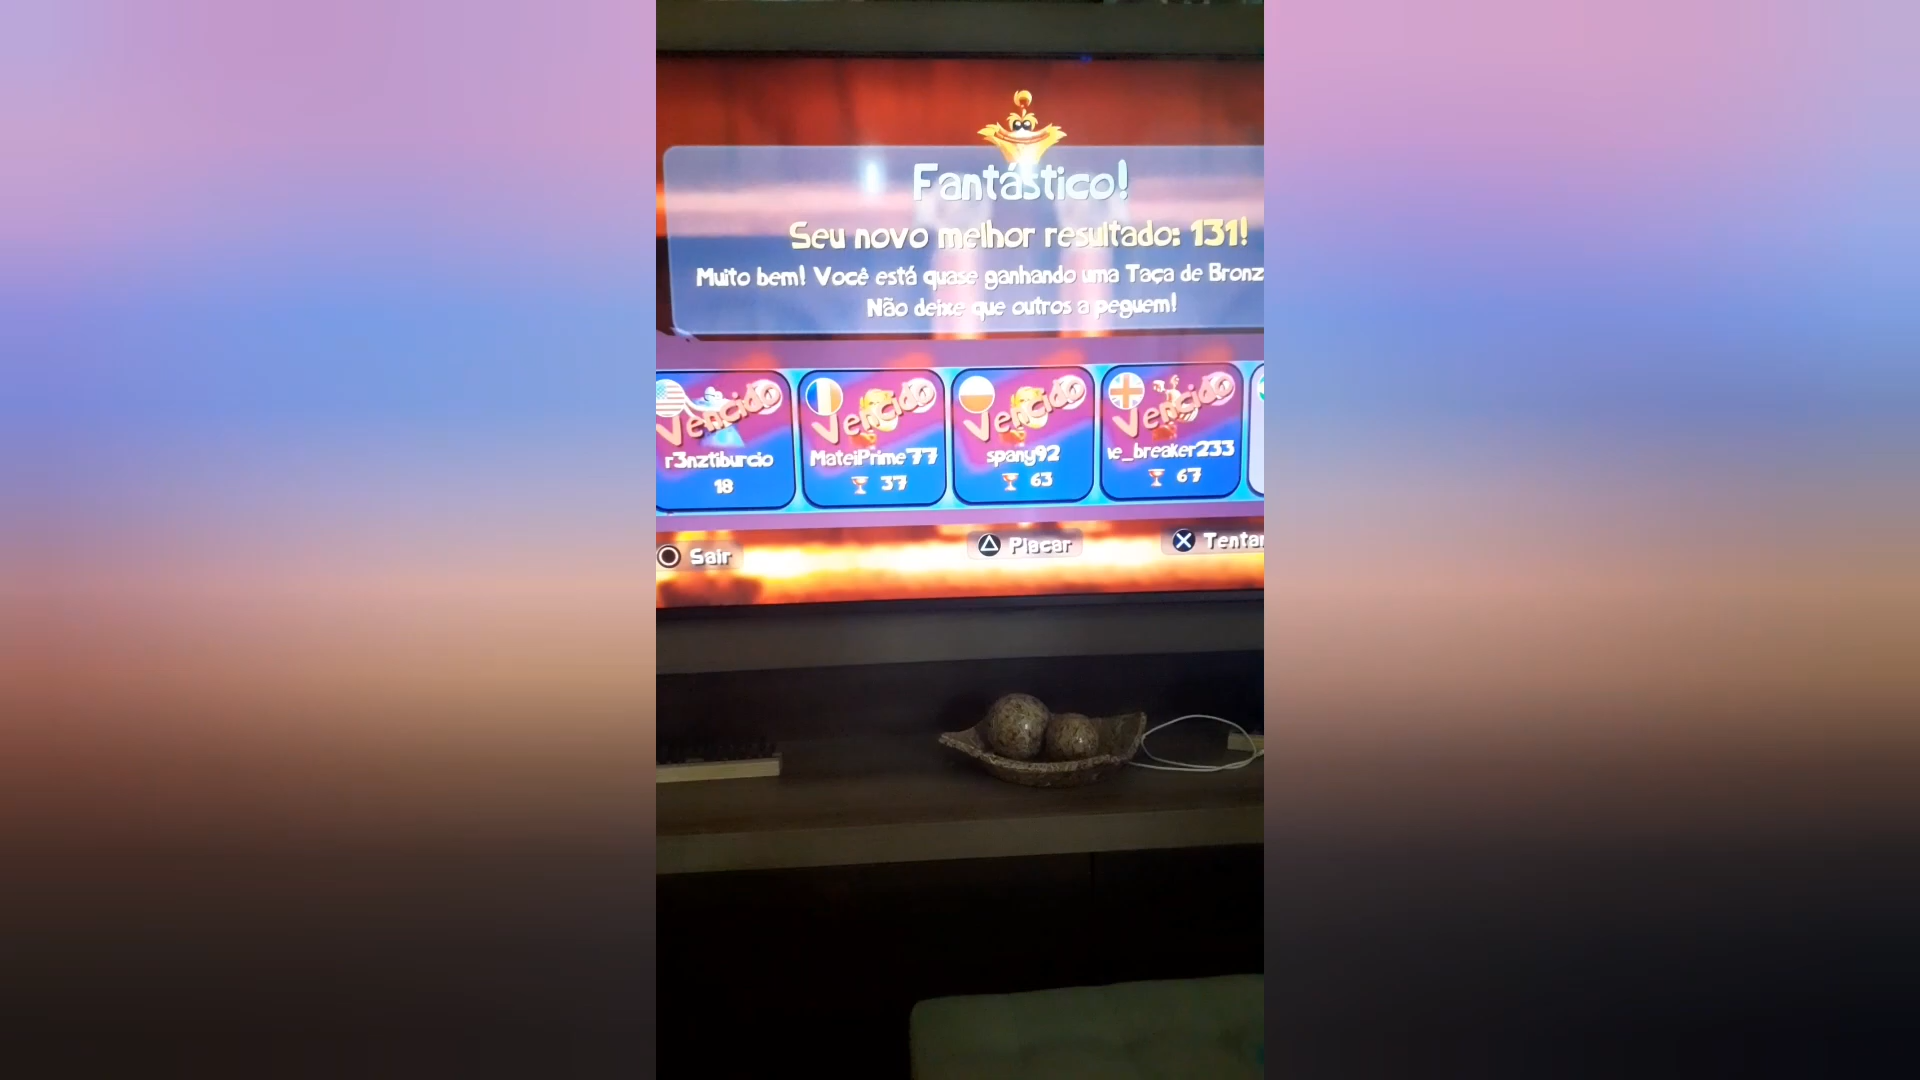 Fantástico!
Seu novo melhor resultado: 131!
Muito bem! Você está quase ganhando uma Taça de Bronz
Não deixe que outros a peguem!
Vencido
Vencido
Vencido
Vencido
r3nztiburcio
MateiPrime77
spany92
e_breaker233
18
37
63
67
Sair
Placar
Tentar